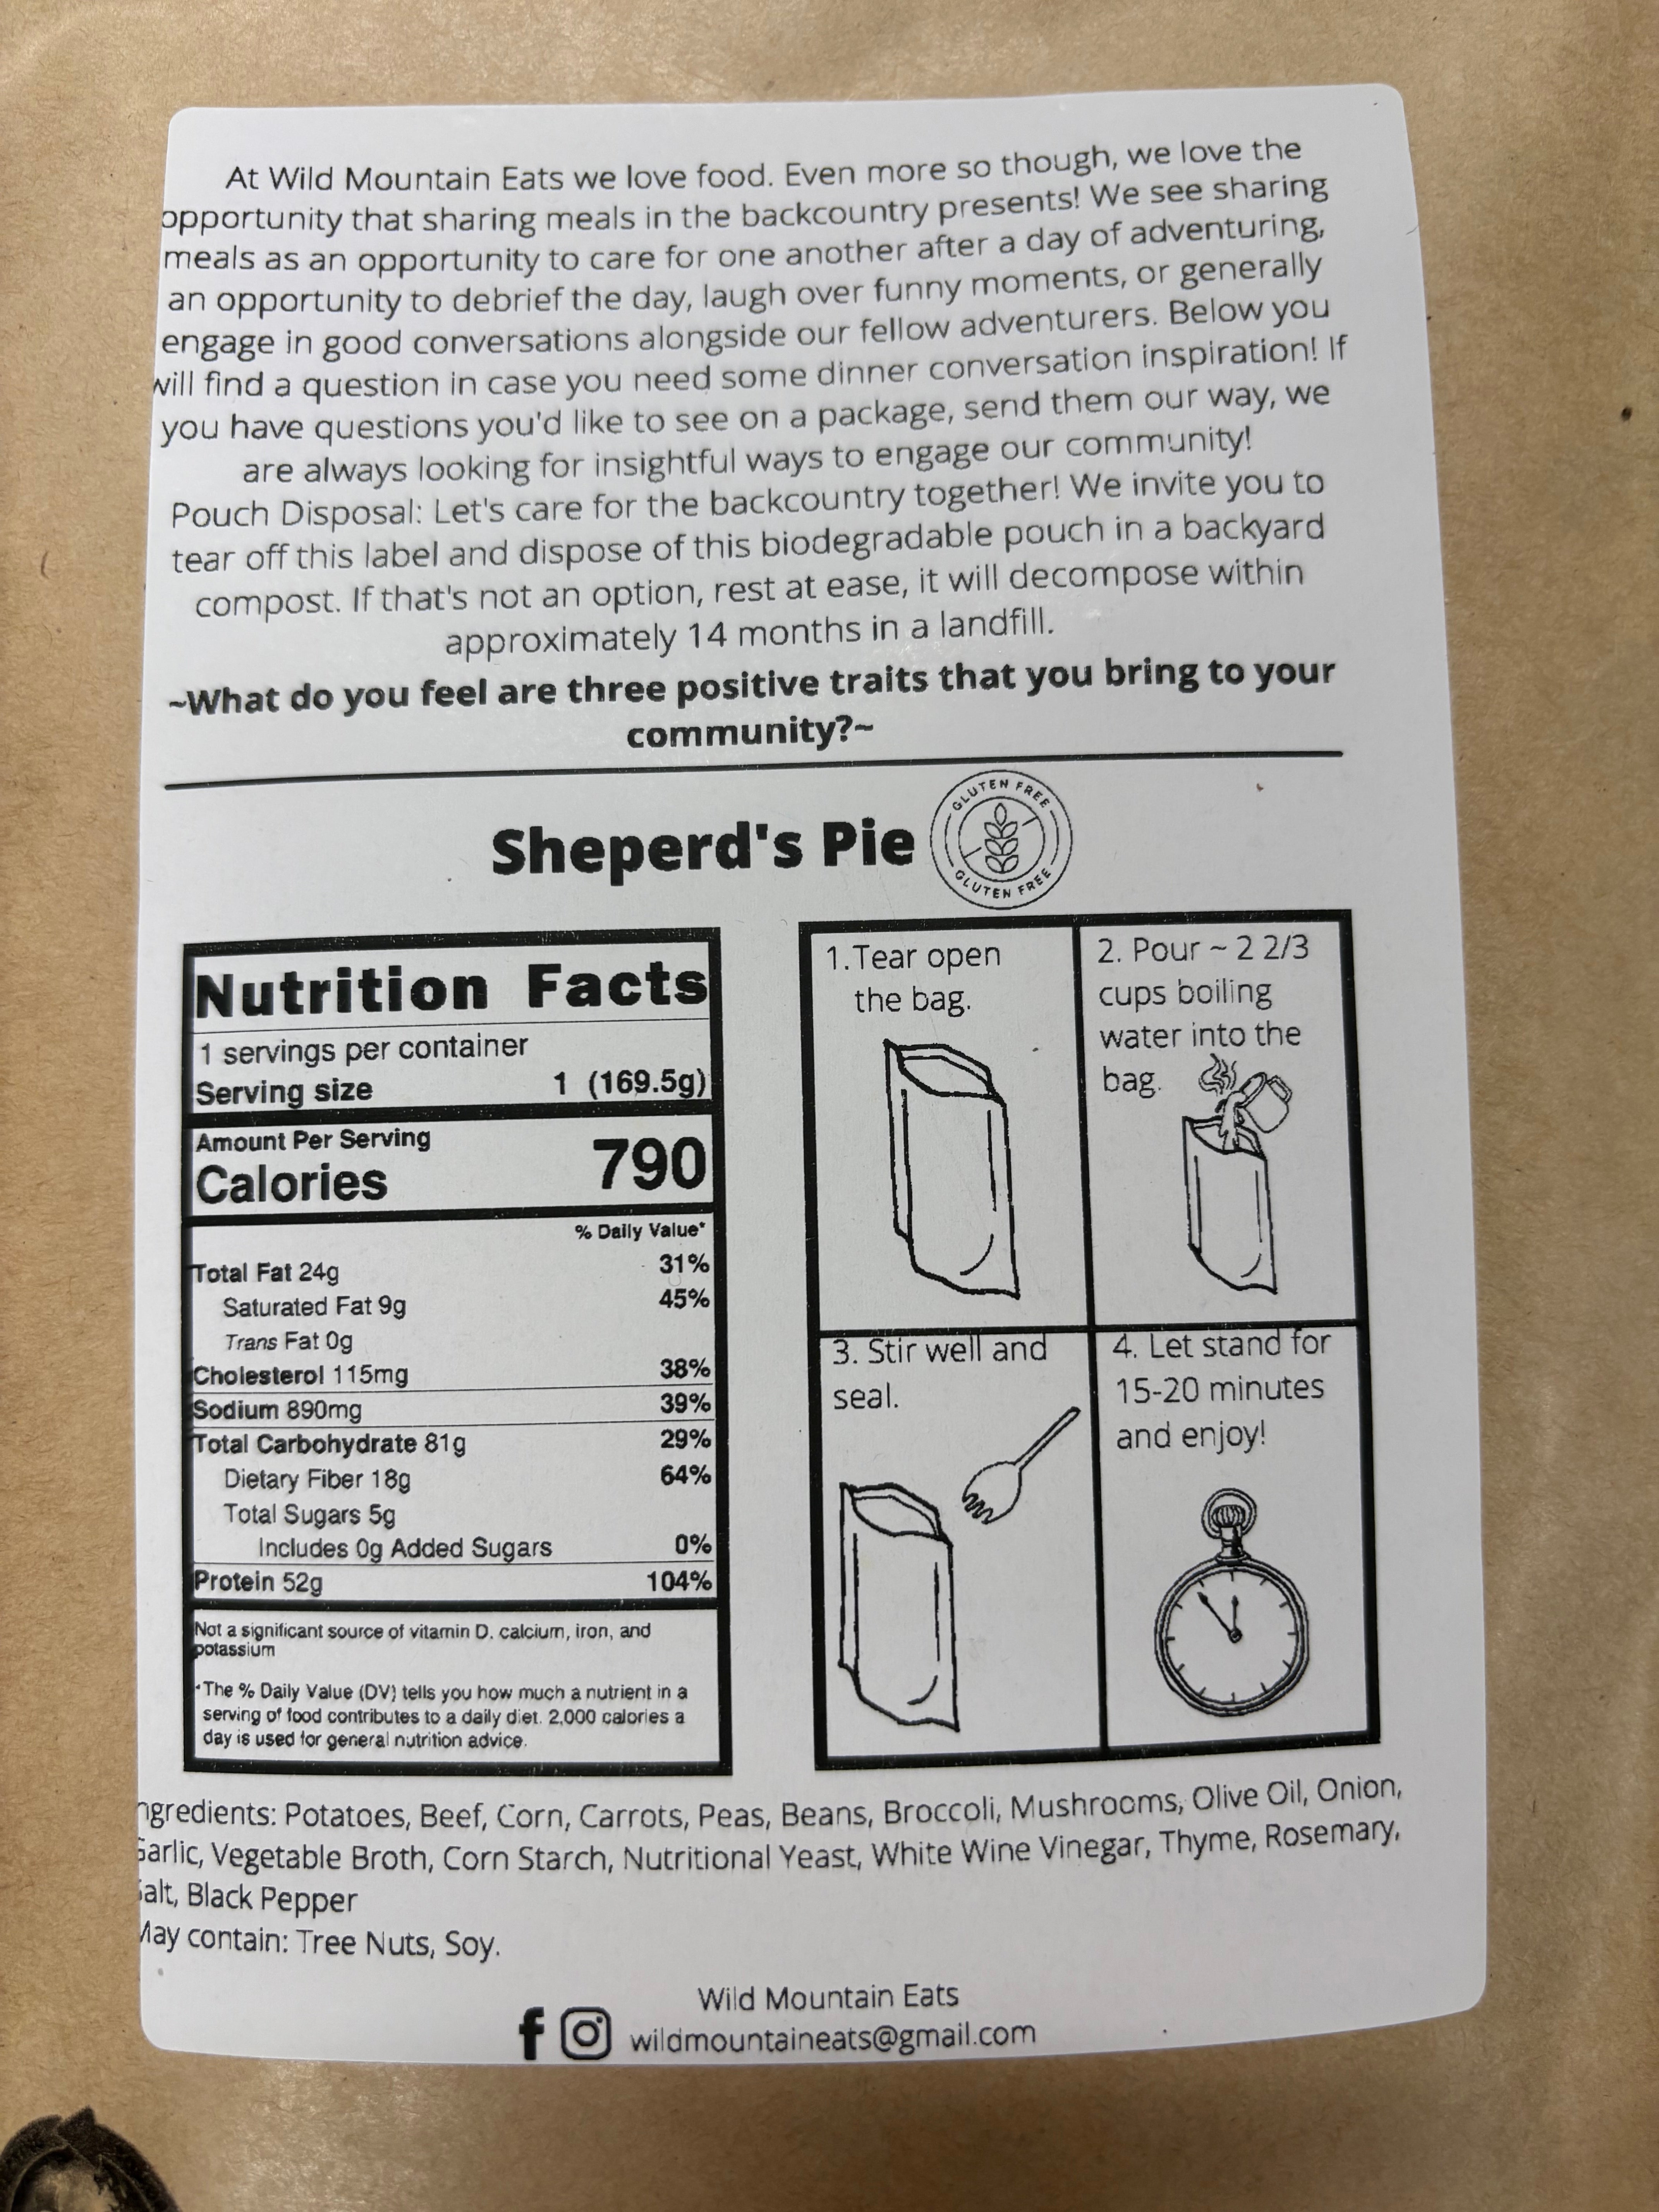 At Wild Mountain Eats we love food. Even more so though, we love the
opportunity that sharing meals in the backcountry presents! We see sharing
meals as an opportunity to care for one another after a day of adventuring,
an opportunity to debrief the day, laugh over funny moments, or generally
engage in good conversations alongside our fellow adventurers. Below you
will find a question in case you need some dinner conversation inspiration! If
you have questions you'd like to see on a package, send them our way, we
are always looking for insightful ways to engage our community!
Pouch Disposal: Let's care for the backcountry together! We invite you to
tear off this label and dispose of this biodegradable pouch in a backyard
compost. If that's not an option, rest at ease, it will decompose within
approximately 14 months in a landfill.
~What do you feel are three positive traits that you bring to your
community?~
Sheperd's Pie
GLUTEN FREE
GLUTEN FREE
Nutrition Facts
1 servings per container
Serving size 1 (169.5g)
Amount Per Serving
Calories 790
% Daily Value*
Total Fat 24g 31%
Saturated Fat 9g 45%
Trans Fat 0g
Cholesterol 115mg 38%
Sodium 890mg 39%
Total Carbohydrate 81g 29%
Dietary Fiber 18g 64%
Total Sugars 5g
Includes 0g Added Sugars 0%
Protein 52g 104%
Not a significant source of vitamin D, calcium, iron, and
potassium
*The % Daily Value (DV) tells you how much a nutrient in a
serving of food contributes to a daily diet. 2,000 calories a
day is used for general nutrition advice.
1. Tear open
the bag.
2. Pour ~ 2 2/3
cups boiling
water into the
bag.
3. Stir well and
seal.
4. Let stand for
15-20 minutes
and enjoy!
ngredients: Potatoes, Beef, Corn, Carrots, Peas, Beans, Broccoli, Mushrooms, Olive Oil, Onion,
Garlic, Vegetable Broth, Corn Starch, Nutritional Yeast, White Wine Vinegar, Thyme, Rosemary,
Salt, Black Pepper
May contain: Tree Nuts, Soy.
Wild Mountain Eats
f wildmountaineats@gmail.com